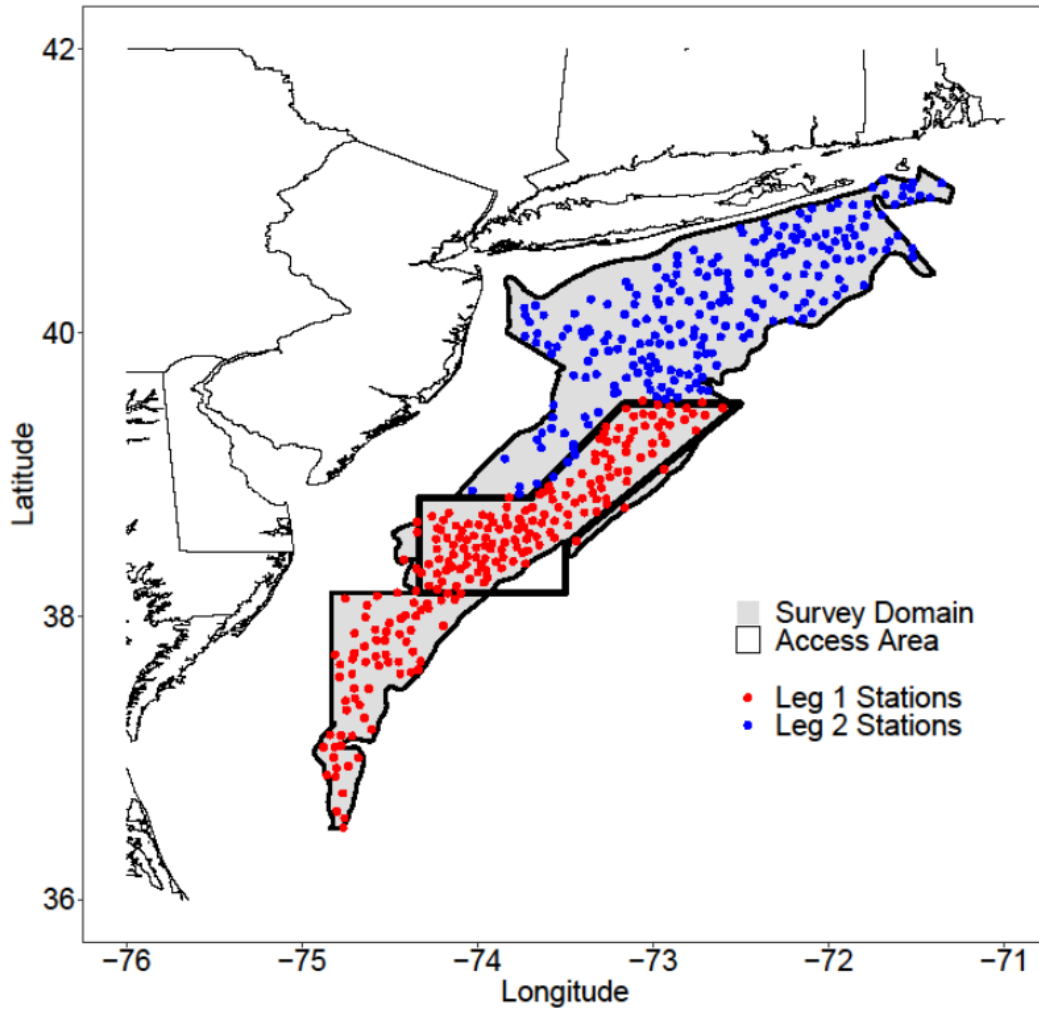 42
40
38
36
Latitude
Survey Domain
Access Area
Leg 1 Stations
Leg 2 Stations
−76 −75 −74 −73 −72 −71
Longitude